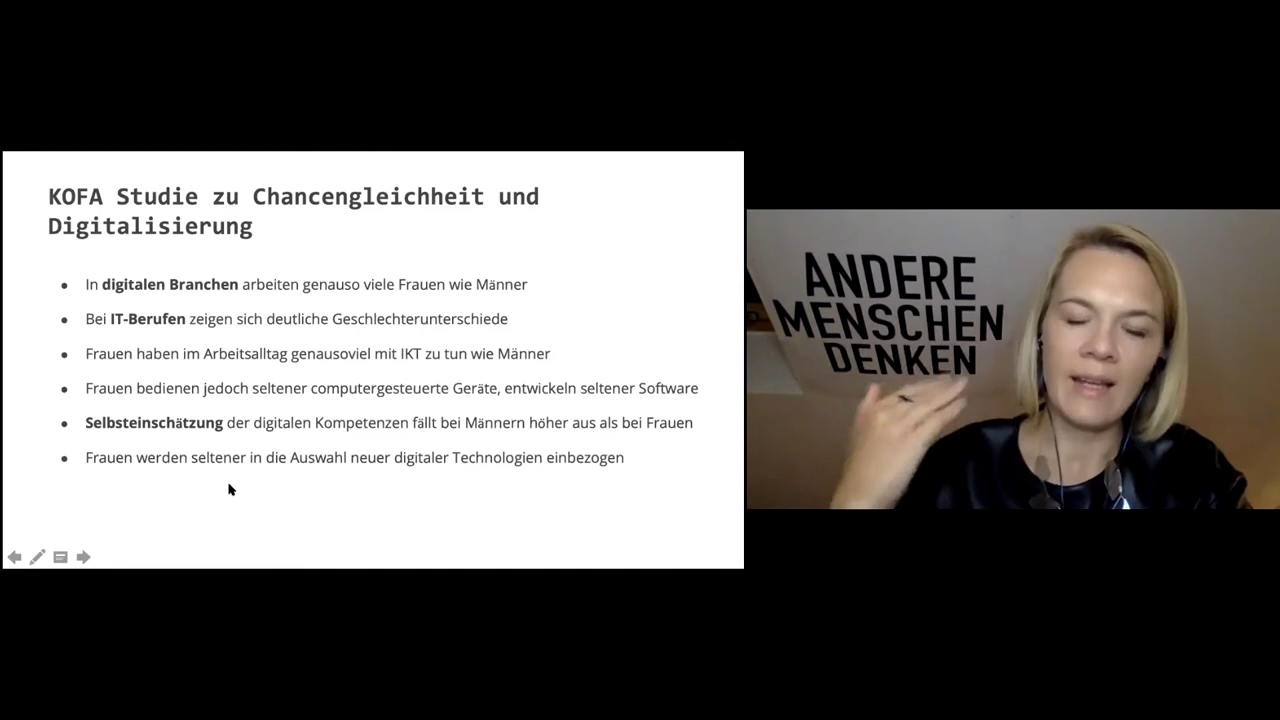 KOFA Studie zu Chancengleichheit und
Digitalisierung
In digitalen Branchen arbeiten genauso viele Frauen wie Männer
Bei IT-Berufen zeigen sich deutliche Geschlechterunterschiede
Frauen haben im Arbeitsalltag genausoviel mit IKT zu tun wie Männer
Frauen bedienen jedoch seltener computergesteuerte Geräte, entwickeln seltener Software
Selbsteinschätzung der digitalen Kompetenzen fällt bei Männern höher aus als bei Frauen
Frauen werden seltener in die Auswahl neuer digitaler Technologien einbezogen
ANDERE
MENSCHEN
DENKEN